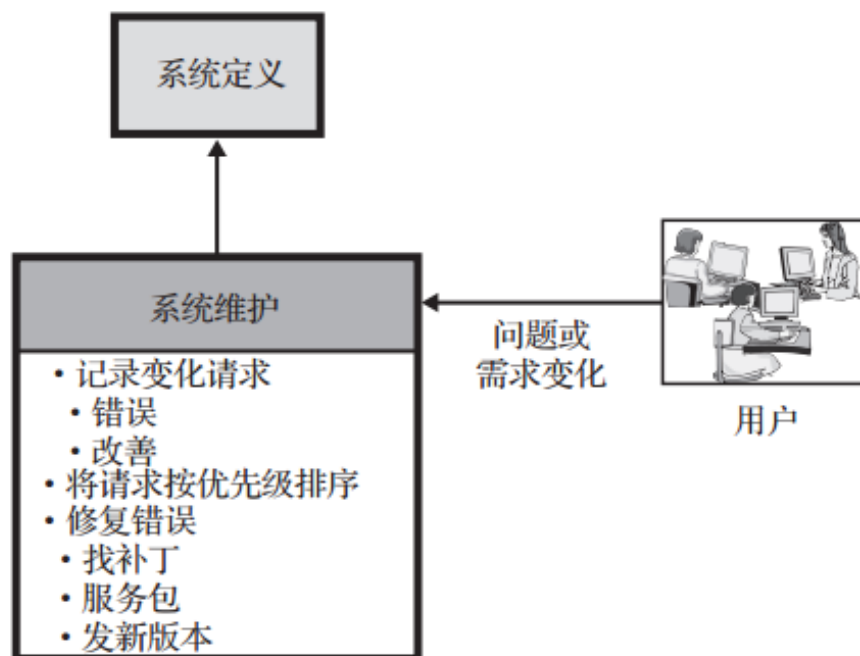 系统定义
系统维护
问题或
需求变化
用户
·记录变化请求
·错误
·改善
·将请求按优先级排序
·修复错误
·找补丁
·服务包
·发新版本